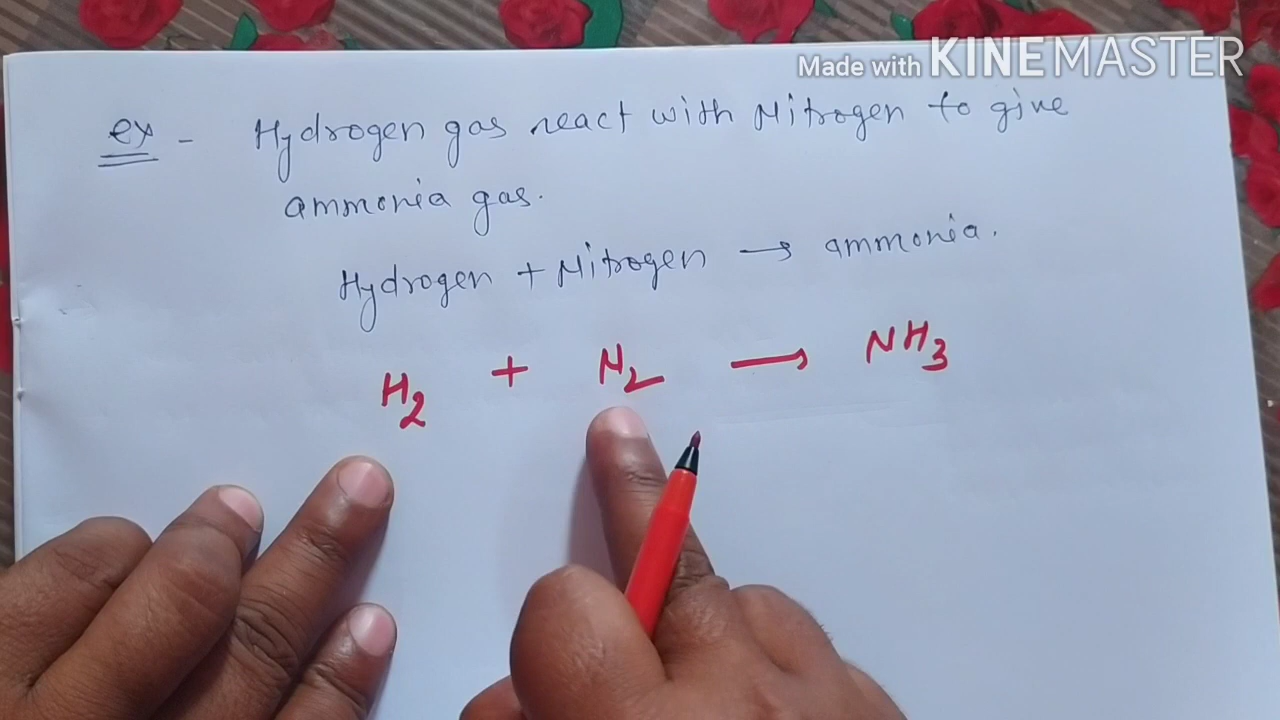 Made with KINEMASTER
ex - Hydrogen gas react with Nitrogen to give
ammonia gas.
Hydrogen + Nitrogen → ammonia.
H₂ + N₂ → NH₃